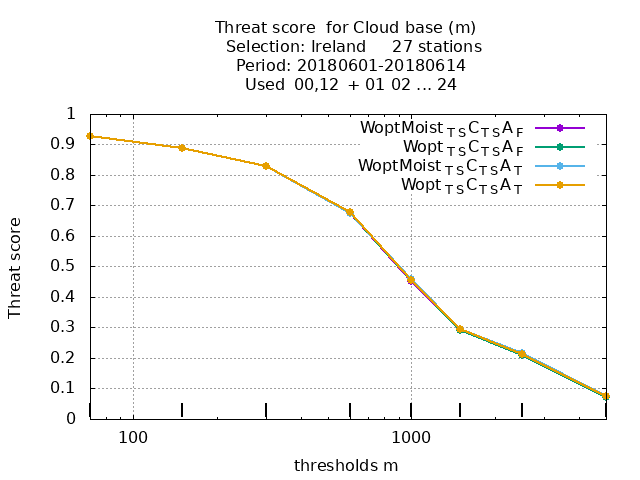 Threat score  for Cloud base (m)
Selection: Ireland     27 stations
Period: 20180601-20180614
Used  00,12  + 01 02 ... 24
WoptMoist TS C TS A F
Wopt TS C TS A F
WoptMoist TS C TS A T
Wopt TS C TS A T
1
0.9
0.8
0.7
0.6
0.5
0.4
0.3
0.2
0.1
0
Threat score
100 1000
thresholds m